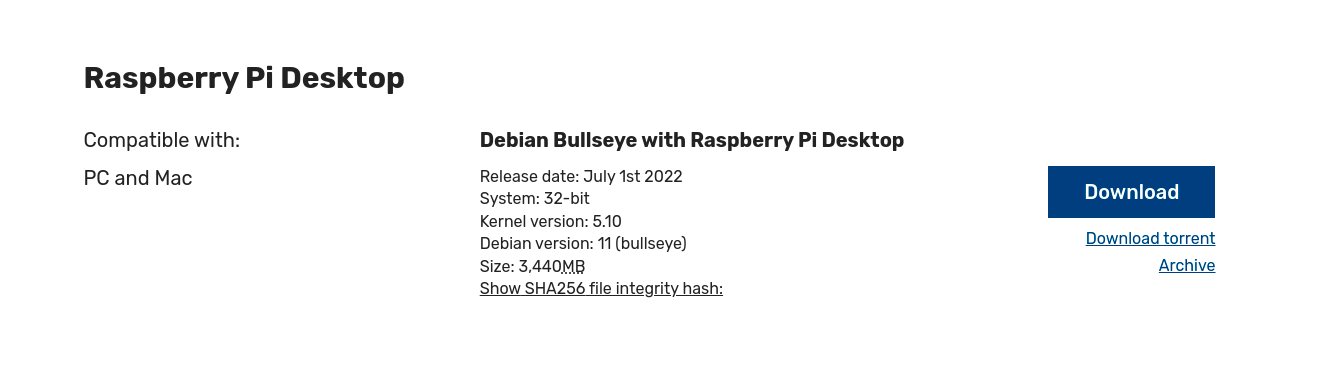 Raspberry Pi Desktop
Compatible with:
PC and Mac
Debian Bullseye with Raspberry Pi Desktop
Release date: July 1st 2022
System: 32-bit
Kernel version: 5.10
Debian version: 11 (bullseye)
Size: 3,440MB
Show SHA256 file integrity hash:
Download
Download torrent
Archive